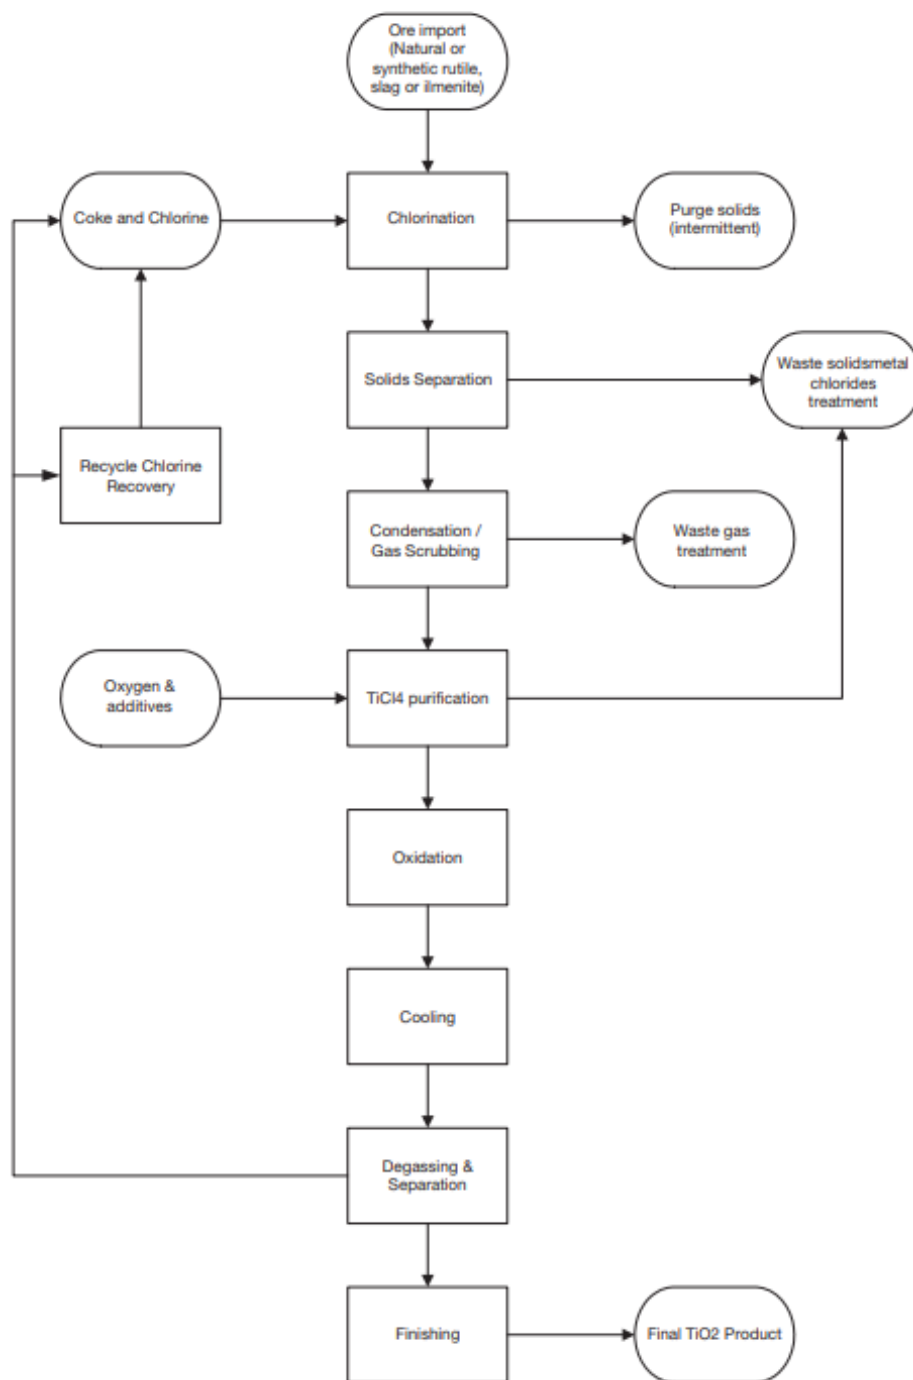 Ore import
(Natural or
synthetic rutile,
slag or ilmenite)
Coke and Chlorine
Chlorination
Purge solids
(intermittent)
Solids Separation
Waste solidsmetal
chlorides
treatment
Recycle Chlorine
Recovery
Condensation /
Gas Scrubbing
Waste gas
treatment
Oxygen &
additives
TiCl4 purification
Oxidation
Cooling
Degassing &
Separation
Finishing
Final TiO2 Product